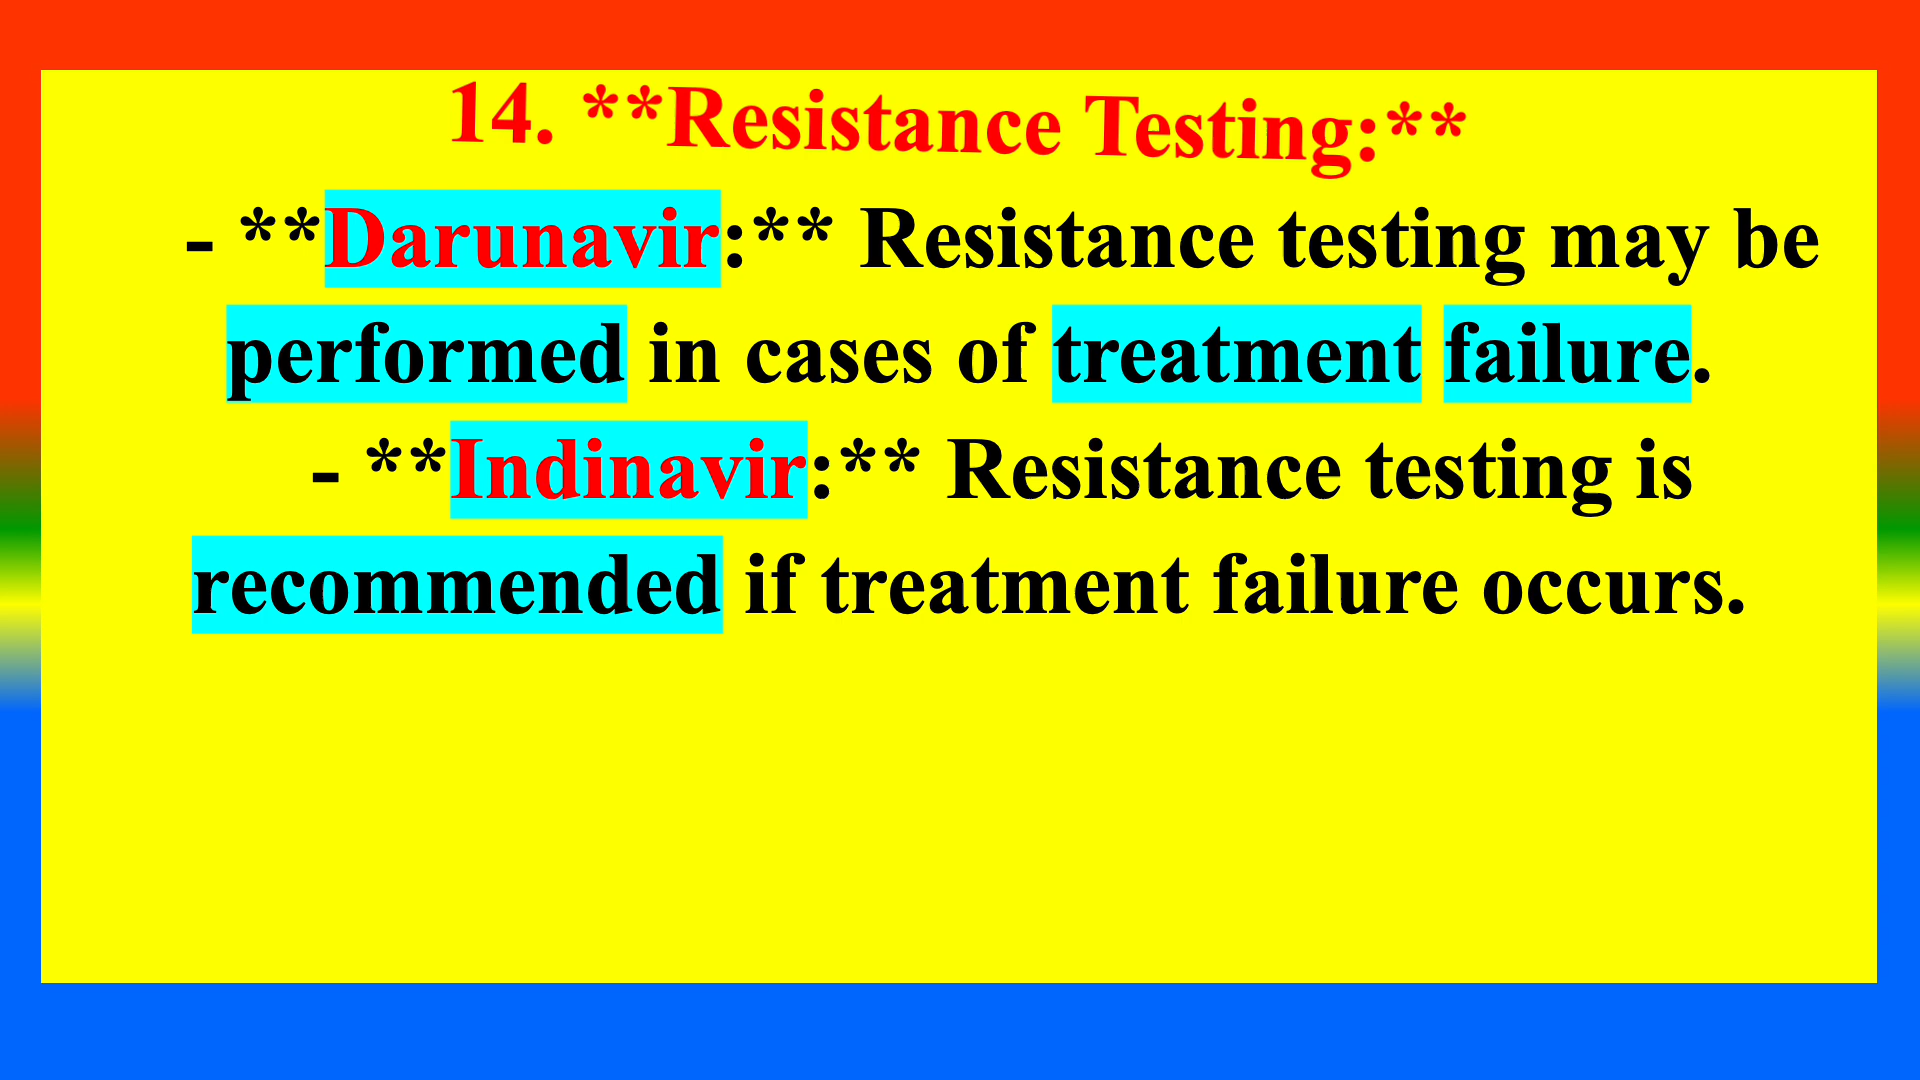 14. **Resistance Testing:**
- **Darunavir:** Resistance testing may be
performed in cases of treatment failure.
- **Indinavir:** Resistance testing is
recommended if treatment failure occurs.